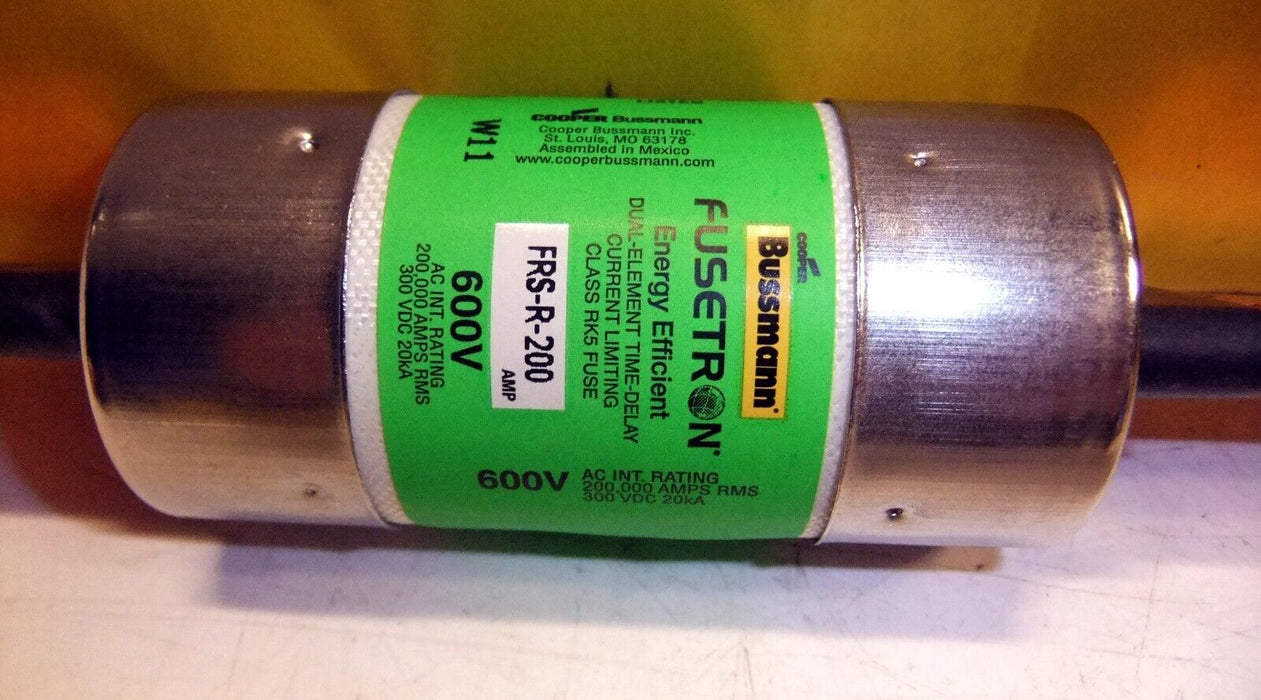 COOPER Bussmann
Cooper Bussmann Inc.
St. Louis, MO 63178
Assembled in Mexico
www.cooperbussmann.com
W11
COOPER
Bussmann®
FUSETRON®
Energy Efficient
DUAL-ELEMENT TIME-DELAY
CURRENT LIMITING
CLASS RK5 FUSE
FRS-R-200
AMP
600V
AC INT. RATING
200,000 AMPS RMS
300 VDC 20kA
600V AC INT. RATING
200,000 AMPS RMS
300 VDC 20kA